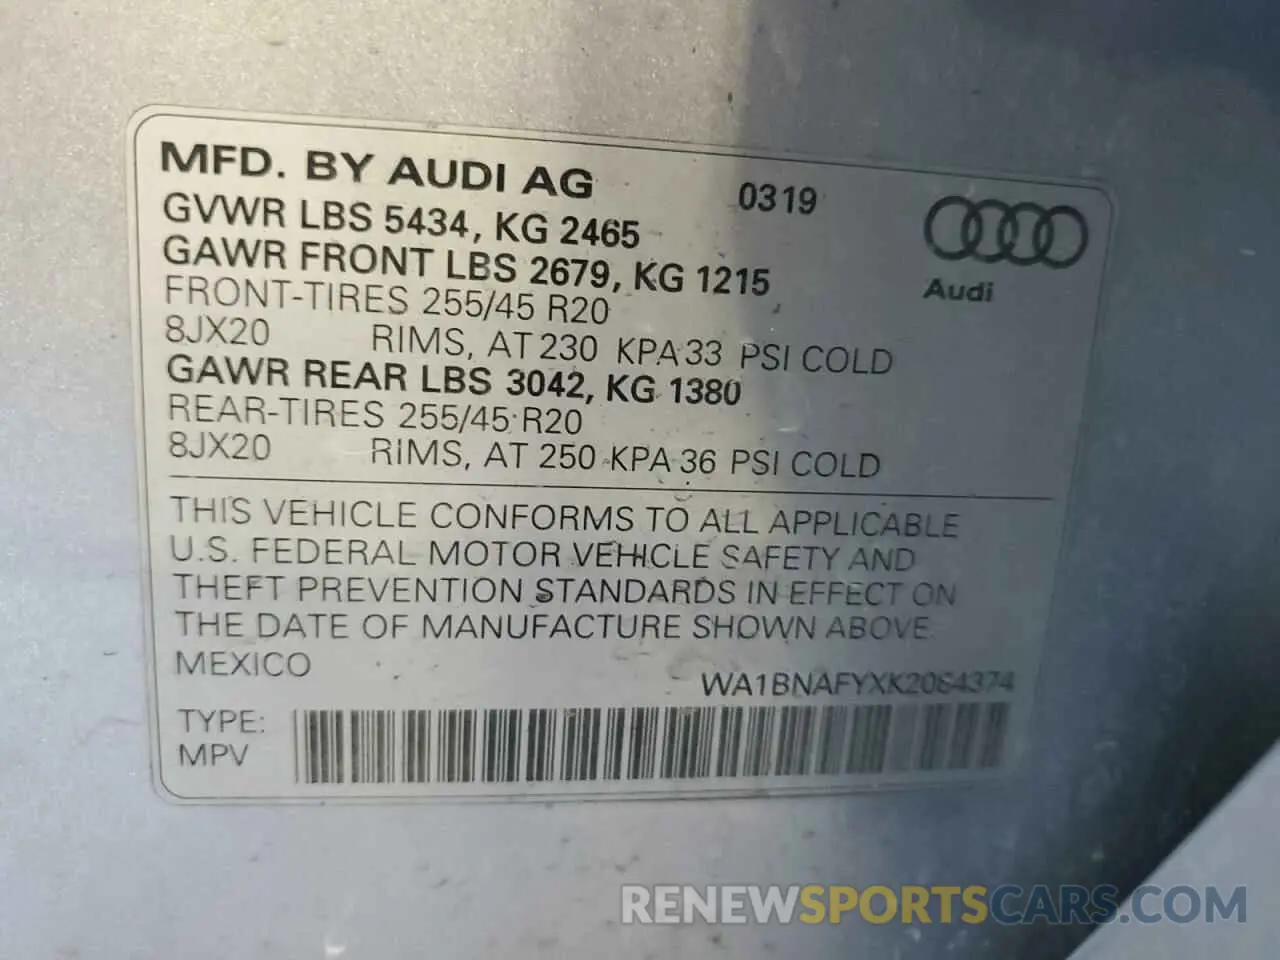 MFD. BY AUDI AG 0319
GVWR LBS 5434, KG 2465
GAWR FRONT LBS 2679, KG 1215
Audi
FRONT-TIRES 255/45 R20
8JX20 RIMS, AT 230 KPA 33 PSI COLD
GAWR REAR LBS 3042, KG 1380
REAR-TIRES 255/45 R20
8JX20 RIMS, AT 250 KPA 36 PSI COLD
THIS VEHICLE CONFORMS TO ALL APPLICABLE
U.S. FEDERAL MOTOR VEHICLE SAFETY AND
THEFT PREVENTION STANDARDS IN EFFECT ON
THE DATE OF MANUFACTURE SHOWN ABOVE.
MEXICO
WA1BNAFYXK2064374
TYPE:
MPV
RENEWSPORTSCARS.COM